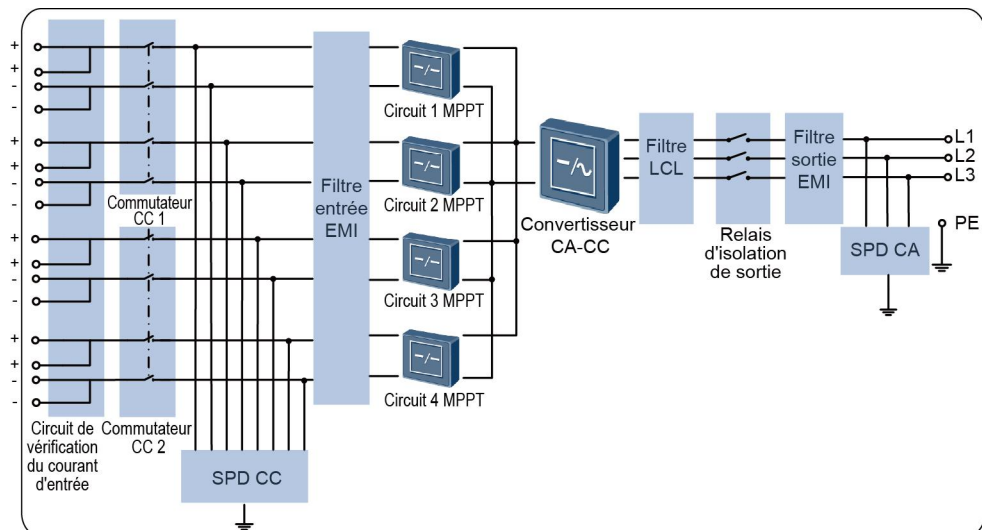 +
+
-
-
+
+
-
-
+
+
-
-
+
+
-
-
Circuit de
vérification
du courant
d'entrée
Commutateur
CC 1
Commutateur
CC 2
SPD CC
Filtre
entrée
EMI
Circuit 1 MPPT
Circuit 2 MPPT
Circuit 3 MPPT
Circuit 4 MPPT
Convertisseur
CA-CC
Filtre
LCL
Relais
d'isolation
de sortie
Filtre
sortie
EMI
L1
L2
L3
PE
SPD CA